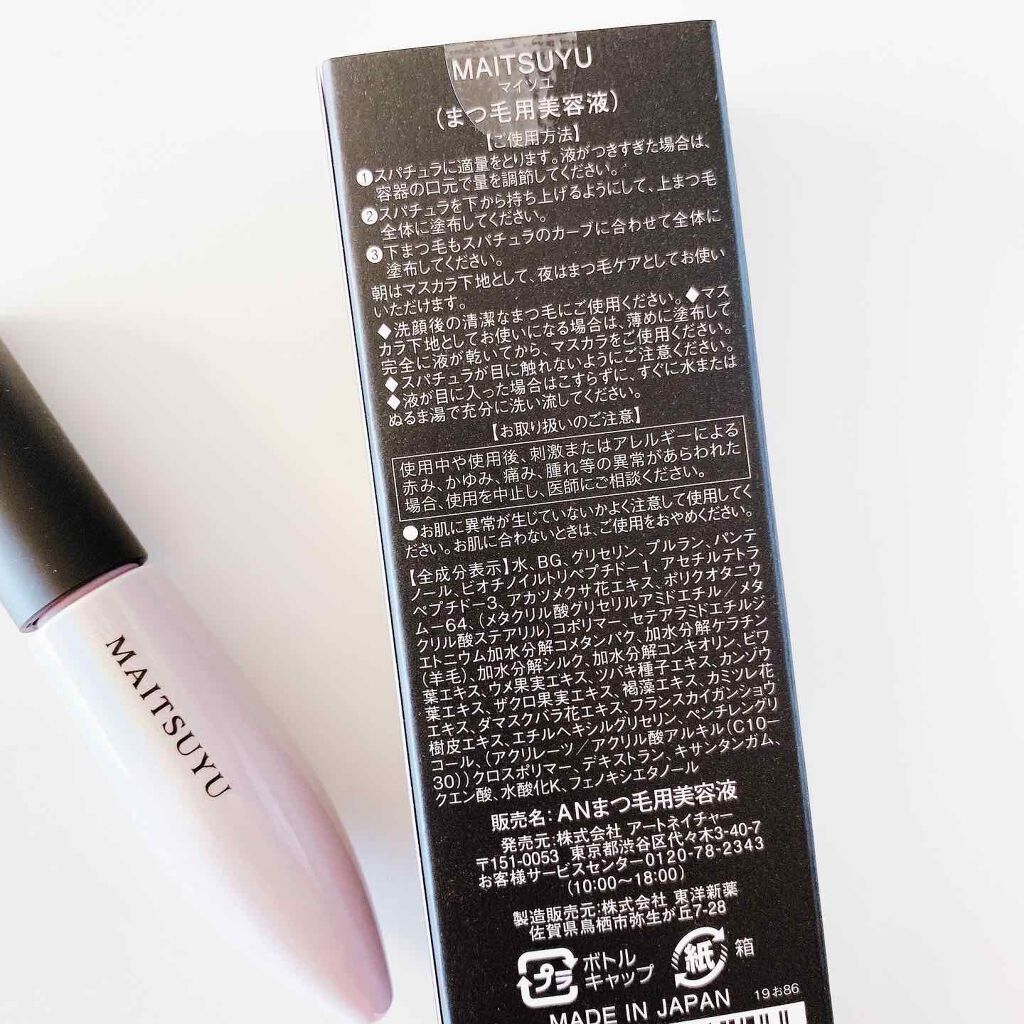 MAITSUYU
マイツユ
(まつ毛用美容液)
【ご使用方法】
①スパチュラに適量をとります。液がつきすぎた場合は、
容器の口元で量を調節してください。
②スパチュラを下から持ち上げるようにして、上まつ毛
全体に塗布してください。
③下まつ毛もスパチュラのカーブに合わせて全体に
塗布してください。
朝はマスカラ下地として、夜はまつ毛ケアとしてお使い
いただけます。
◆洗顔後の清潔なまつ毛にご使用ください。◆マス
カラ下地としてお使いになる場合は、薄めに塗布して
完全に液が乾いてから、マスカラをご使用ください。
◆スパチュラが目に触れないようにご注意ください。
◆液が目に入った場合はこすらずに、すぐに水または
ぬるま湯で充分に洗い流してください。
【お取り扱いのご注意】
使用中や使用後、刺激またはアレルギーによる
赤み、かゆみ、痛み、腫れ等の異常があらわれた
場合、使用を中止し、医師にご相談ください。
●お肌に異常が生じていないかよく注意して使用してく
ださい。お肌に合わないときは、ご使用をおやめください。
【全成分表示】水、BG、グリセリン、プルラン、パンテ
ノール、ビオチノイルトリペプチド-1、アセチルテトラ
ペプチド-3、アカツメクサ花エキス、ポリクオタニウ
ム-64、(メタクリル酸グリセリルアミドエチル/メタ
クリル酸ステアリル)コポリマー、セテアラミドエチルジ
エトニウム加水分解コメタンパク、加水分解ケラチン
(羊毛)、加水分解シルク、加水分解コンキオリン、ビワ
葉エキス、ウメ果実エキス、ツバキ種子エキス、カンゾウ
葉エキス、ザクロ果実エキス、褐藻エキス、カミツレ花
エキス、ダマスクバラ花エキス、フランスカイガンショウ
樹皮エキス、エチルヘキシルグリセリン、ペンチレングリ
コール、(アクリレーツ/アクリル酸アルキル(C10-
30))クロスポリマー、デキストラン、キサンタンガム、
クエン酸、水酸化K、フェノキシエタノール
販売名:ANまつ毛用美容液
発売元:株式会社 アートネイチャー
〒151-0053 東京都渋谷区代々木3-40-7
お客様サービスセンター0120-78-2343
(10:00〜18:00)
製造販売元:株式会社 東洋新薬
佐賀県鳥栖市弥生が丘7-28
プラ ボトル
キャップ
紙 箱
MADE IN JAPAN
19お86
MAITSUYU